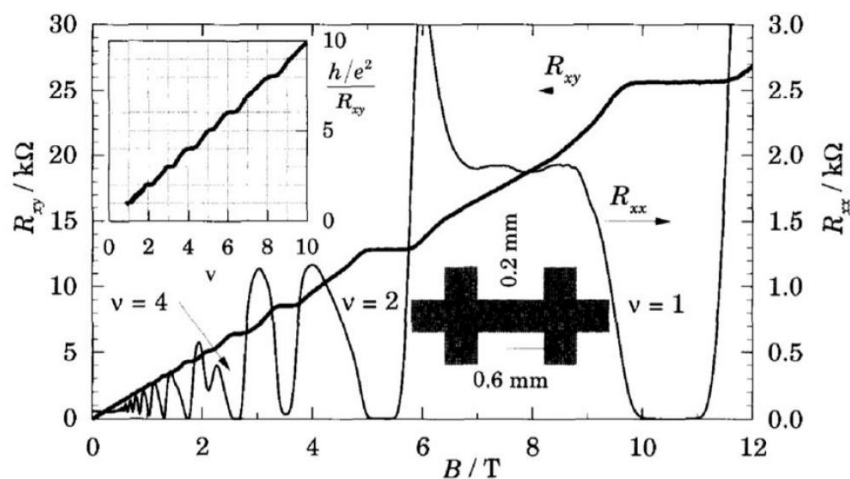 30
25
20
15
10
5
0
R_xy / kΩ
10
h/e²
R_xy
5
0
0 2 4 6 8 10
ν
R_xy
3.0
2.5
2.0
1.5
1.0
0.5
0.0
R_xx / kΩ
R_xx
ν = 4
ν = 2
0.2 mm
ν = 1
0.6 mm
0 2 4 6 8 10 12
B / T